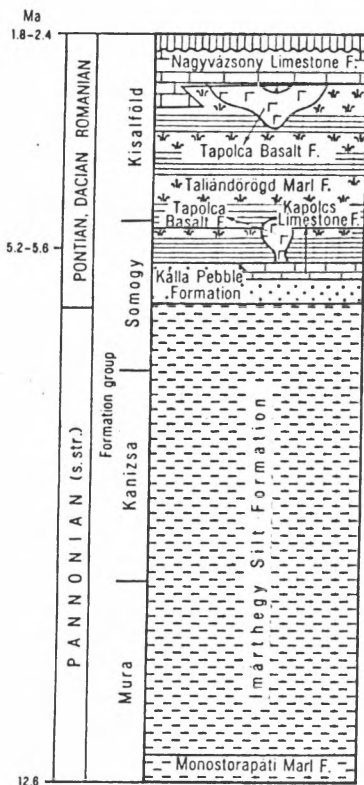 Ma
1.8-2.4
Nagyvázsony Limestone F.
PONTIAN, DACIAN ROMANIAN
Kisalföld
Tapolca Basalt F.
Taliándörögd Marl F.
Tapolca
Basalt F.
Kapolcs
Limestone F.
5.2-5.6
Kálla Pebble
Formation
Somogy
Formation group
PANNONIAN (s.str.)
Kanizsa
Imárthegy Silt Formation
Mura
Monostorapáti Marl F.
12.6